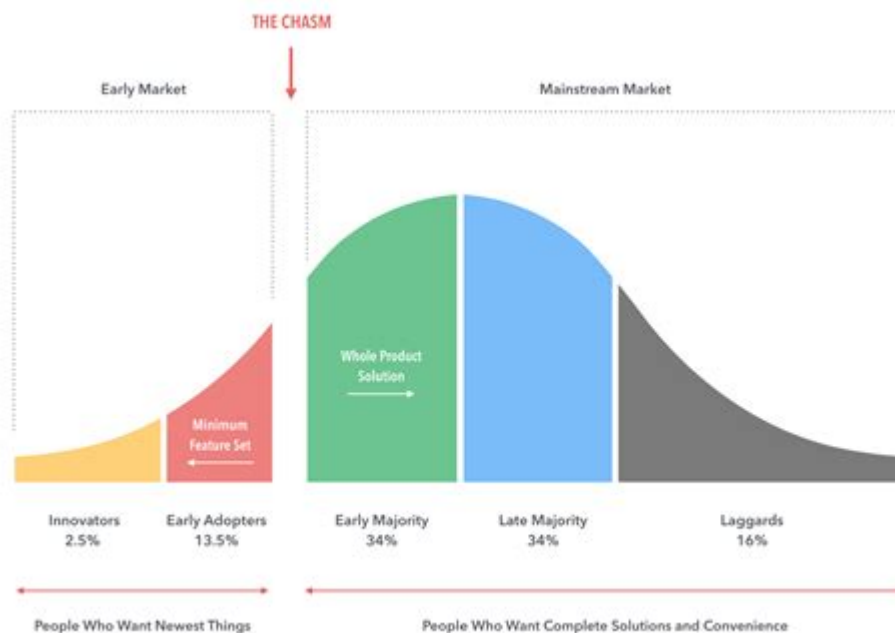 THE CHASM
Early Market
Mainstream Market
Whole Product
Solution
Minimum
Feature Set
Innovators
2.5%
Early Adopters
13.5%
Early Majority
34%
Late Majority
34%
Laggards
16%
People Who Want Newest Things
People Who Want Complete Solutions and Convenience